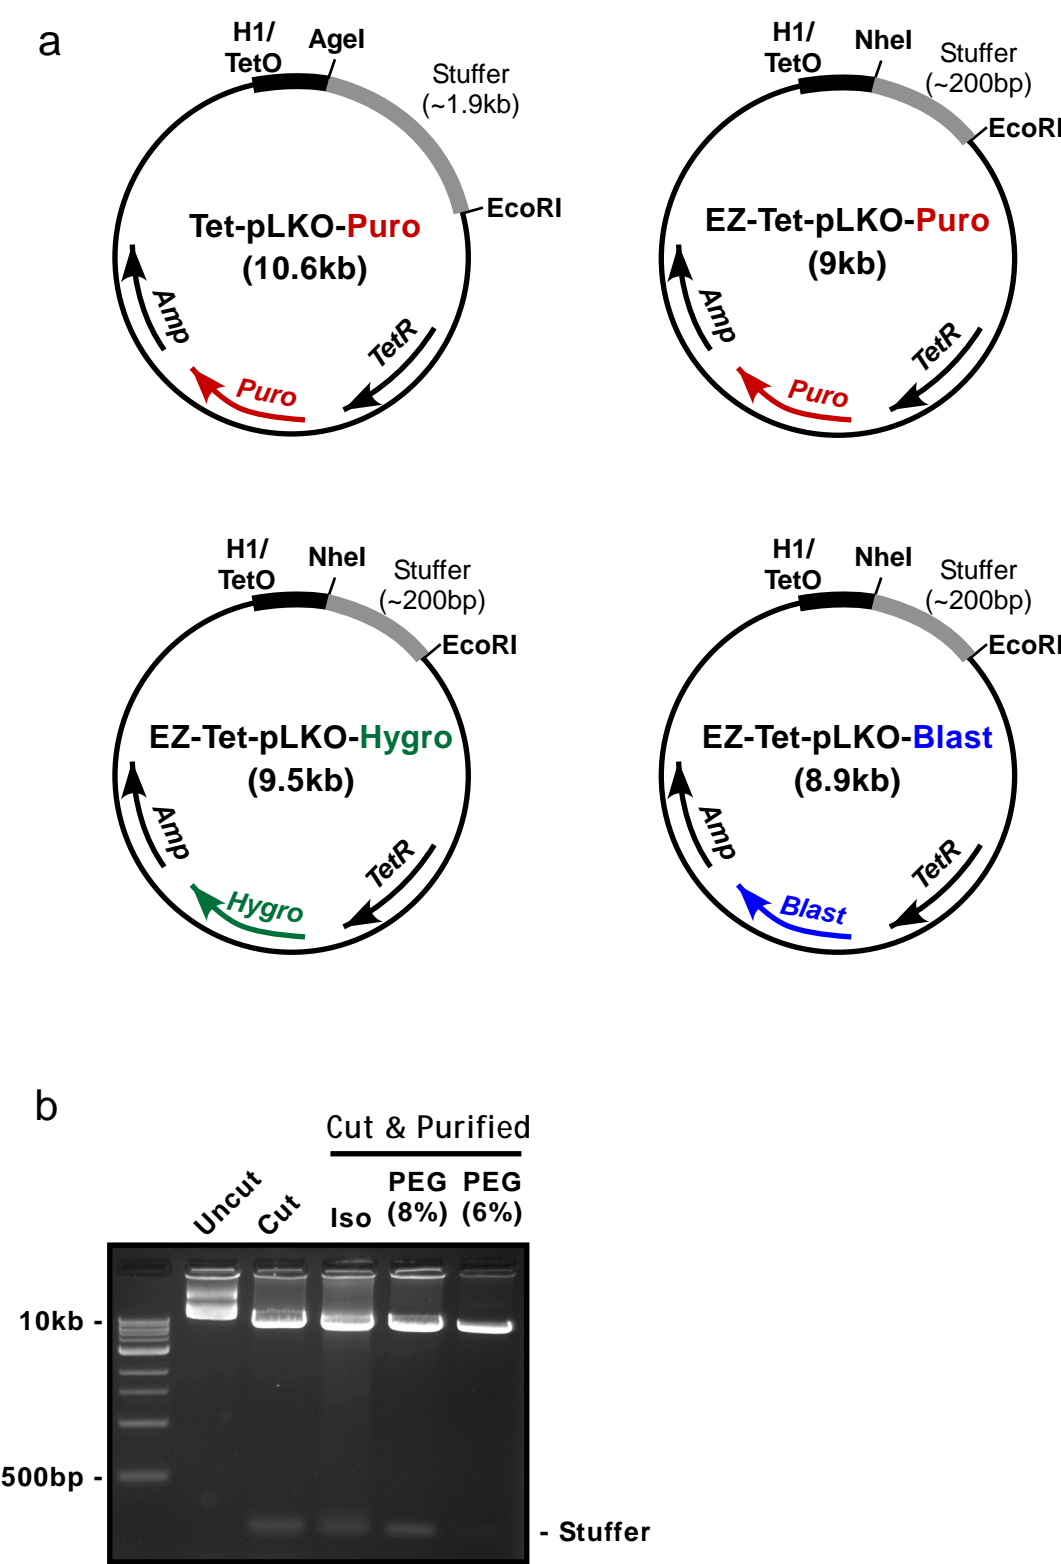 a
H1/
TetO
AgeI
Stuffer
(~1.9kb)
EcoRI
Tet-pLKO-Puro
(10.6kb)
Amp
Puro
TetR
H1/
TetO
NheI
Stuffer
(~200bp)
EcoRI
EZ-Tet-pLKO-Puro
(9kb)
Amp
Puro
TetR
H1/
TetO
NheI
Stuffer
(~200bp)
EcoRI
EZ-Tet-pLKO-Hygro
(9.5kb)
Amp
Hygro
TetR
H1/
TetO
NheI
Stuffer
(~200bp)
EcoRI
EZ-Tet-pLKO-Blast
(8.9kb)
Amp
Blast
TetR
b
Cut & Purified
Uncut
Cut
Iso
PEG
(8%)
PEG
(6%)
10kb -
500bp -
- Stuffer